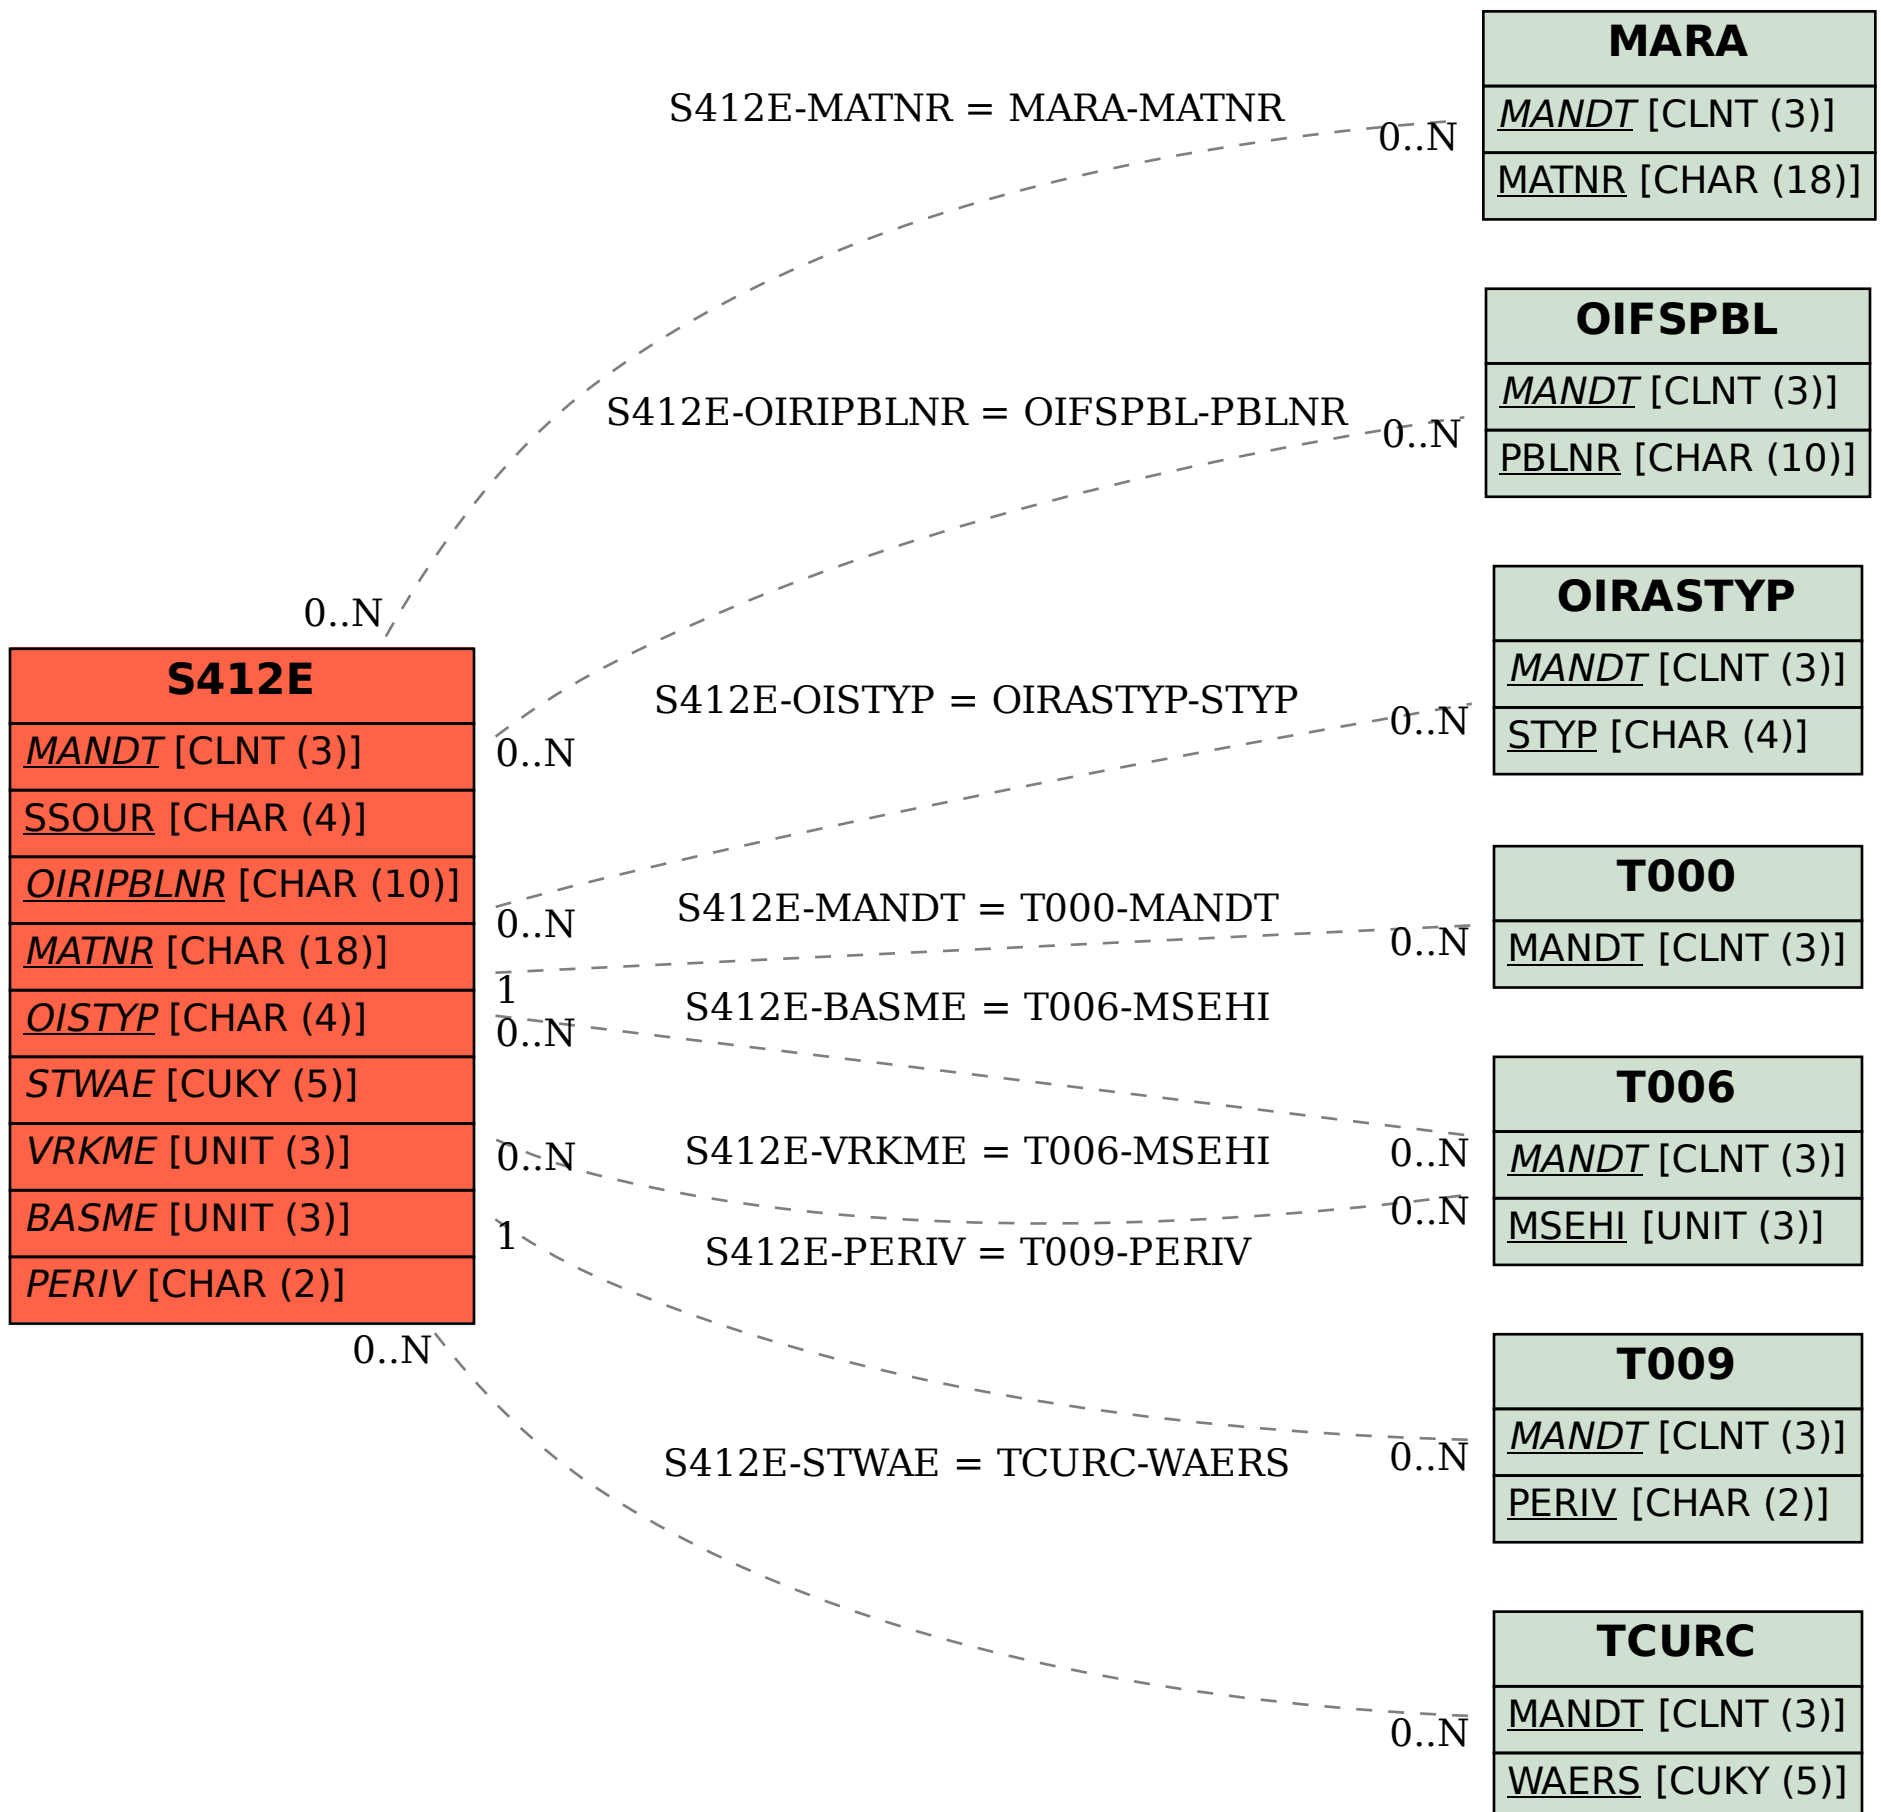 MARA
MANDT [CLNT (3)]
MATNR [CHAR (18)]
S412E-MATNR = MARA-MATNR
0..N
0..N
OIFSPBL
MANDT [CLNT (3)]
PBLNR [CHAR (10)]
S412E-OIRIPBLNR = OIFSPBL-PBLNR
0..N
0..N
OIRASTYP
MANDT [CLNT (3)]
STYP [CHAR (4)]
S412E-OISTYP = OIRASTYP-STYP
0..N
0..N
S412E
MANDT [CLNT (3)]
SSOUR [CHAR (4)]
OIRIPBLNR [CHAR (10)]
MATNR [CHAR (18)]
OISTYP [CHAR (4)]
STWAE [CUKY (5)]
VRKME [UNIT (3)]
BASME [UNIT (3)]
PERIV [CHAR (2)]
T000
MANDT [CLNT (3)]
S412E-MANDT = T000-MANDT
0..N
1
S412E-BASME = T006-MSEHI
0..N
0..N
T006
MANDT [CLNT (3)]
MSEHI [UNIT (3)]
S412E-VRKME = T006-MSEHI
0..N
0..N
S412E-PERIV = T009-PERIV
1
0..N
T009
MANDT [CLNT (3)]
PERIV [CHAR (2)]
S412E-STWAE = TCURC-WAERS
0..N
0..N
TCURC
MANDT [CLNT (3)]
WAERS [CUKY (5)]